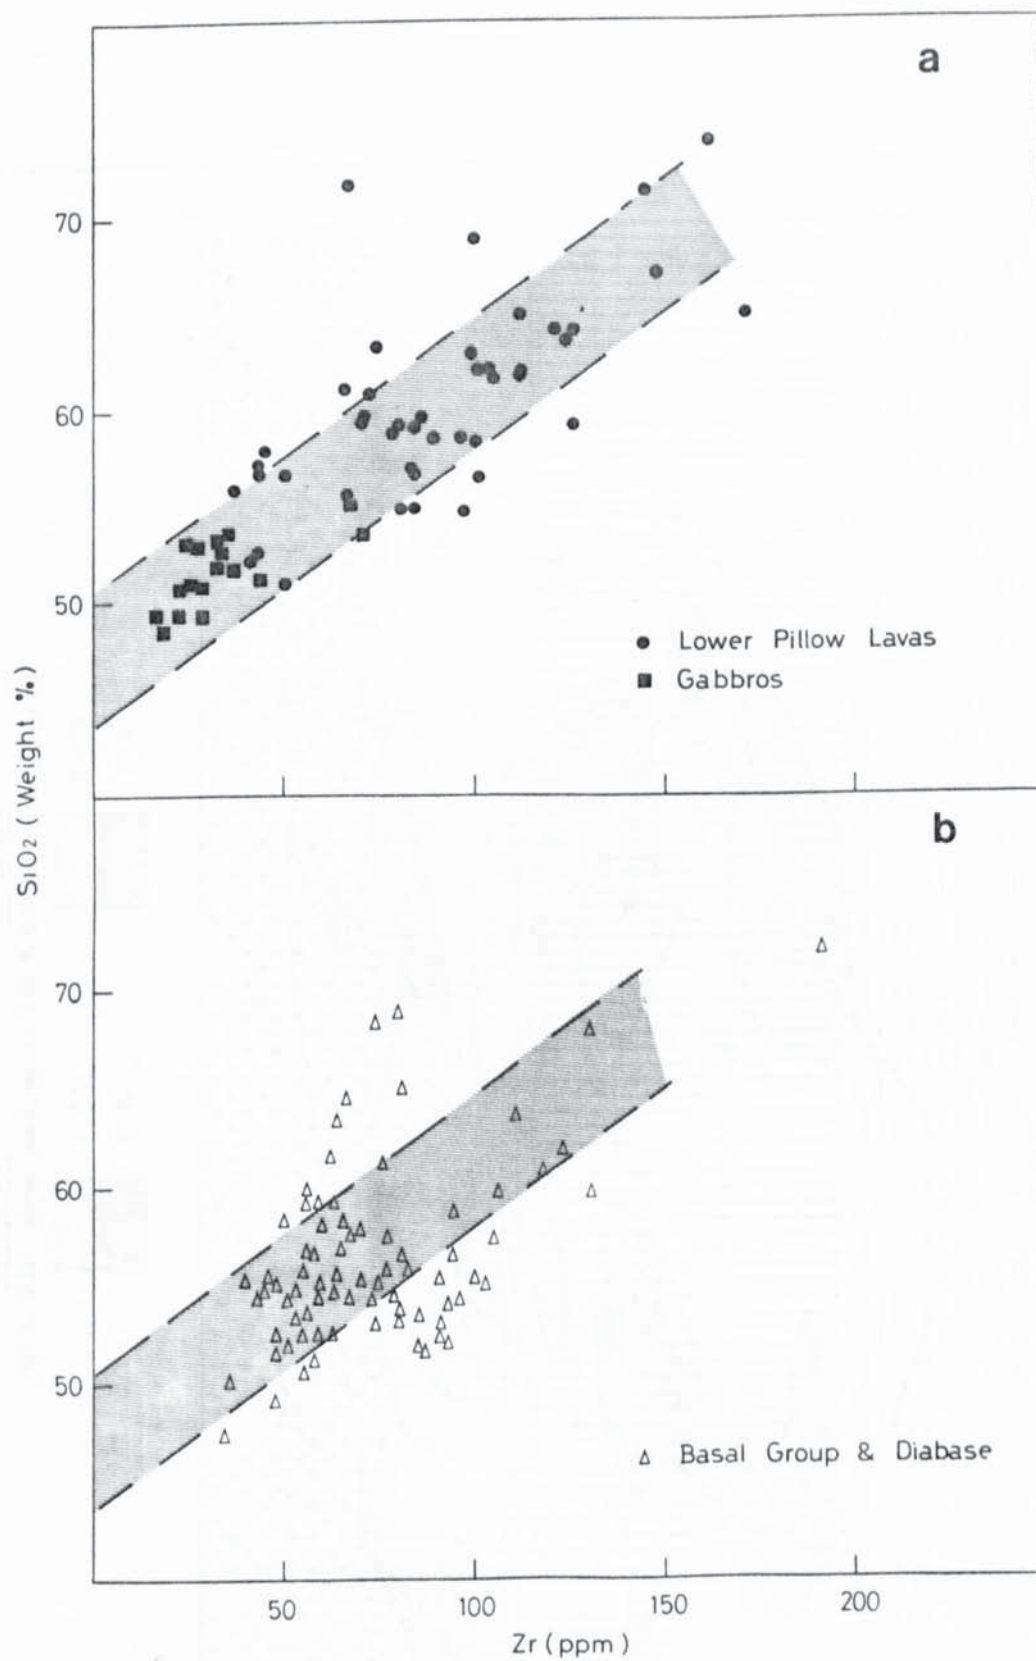 a
70
60
50
Lower Pillow Lavas
Gabbros
SiO2 ( Weight % )
b
70
60
50
Basal Group & Diabase
50 100 150 200
Zr ( ppm )